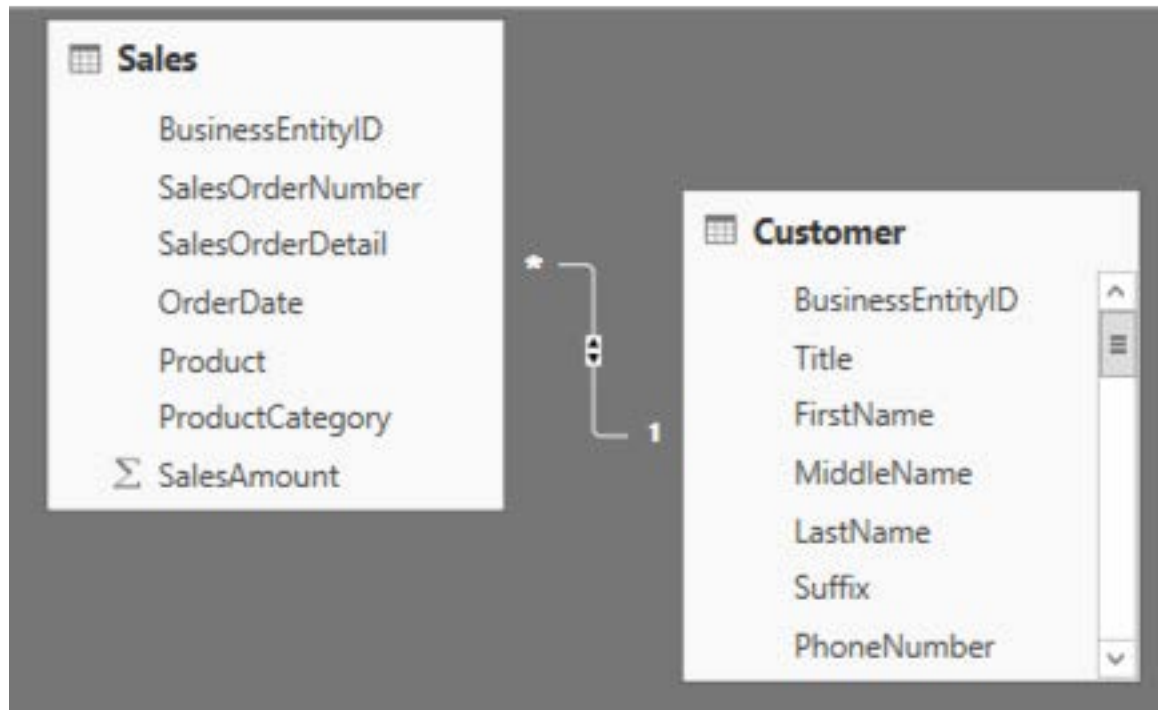 Sales
BusinessEntityID
SalesOrderNumber
SalesOrderDetail
OrderDate
Product
ProductCategory
Σ SalesAmount
*
1
Customer
BusinessEntityID
Title
FirstName
MiddleName
LastName
Suffix
PhoneNumber